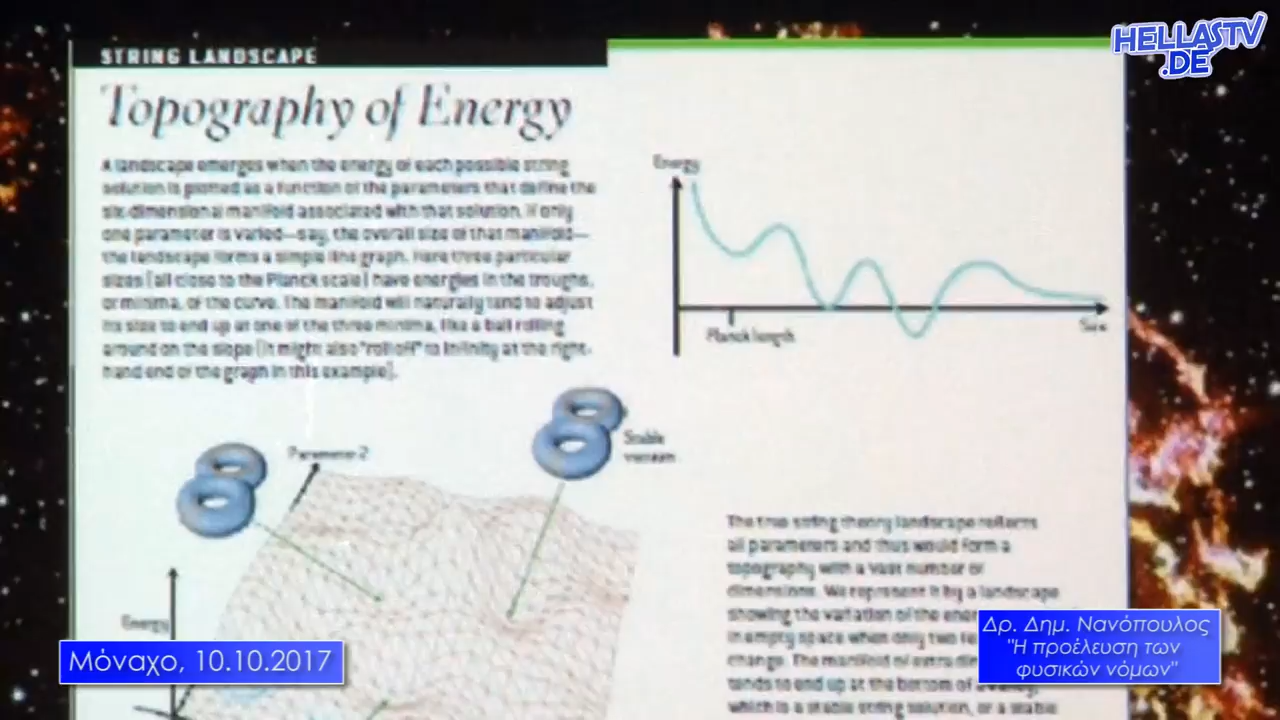 HELLASTV
.DE
STRING LANDSCAPE
Topography of Energy
A landscape emerges when the energy of each possible string
solution is plotted as a function of the parameters that define the
six-dimensional manifold associated with that solution. If only
one parameter is varied—say, the overall size of that manifold—
the landscape forms a simple line graph. Here three particular
sizes (all close to the Planck scale) have energies in the troughs,
or minima, of the curve. The manifold will naturally tend to adjust
its size to end up at one of the three minima, like a ball rolling
around on the slope (it might also "roll off" to infinity at the right-
hand end of the graph in this example).
Energy
Planck length
Size
Parameter 2
Stable
vacuum
Energy
The true string theory landscape reflects
all parameters and thus would form a
topography with a vast number of
dimensions. We represent it by a landscape
showing the variation of the
in empty space when only two
change. The manifold of extra
tends to end up at the bottom of a valley,
which is a stable string solution, or a stable
Μόναχο, 10.10.2017
Δρ. Δημ. Νανόπουλος
"Η προέλευση των
φυσικών νόμων"